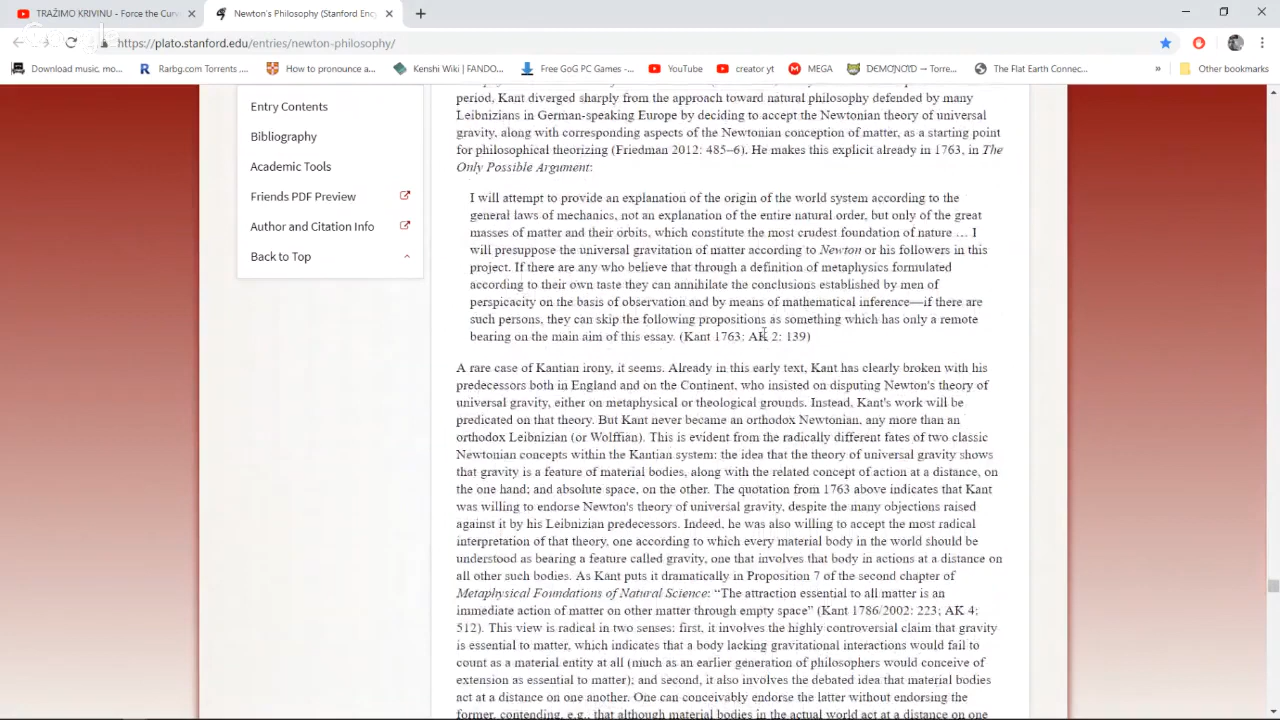 TRAŽIMO KRIVINU - Force the Curv
Newton's Philosophy (Stanford Enc
https://plato.stanford.edu/entries/newton-philosophy/
Download music, mo...
Rarbg.com Torrents ,...
How to pronounce a...
Kenshi Wiki | FANDO...
Free GoG PC Games -...
YouTube
creator yt
MEGA
DEMONOID – Torre...
The Flat Earth Connec...
»
Other bookmarks
Entry Contents
Bibliography
Academic Tools
Friends PDF Preview
Author and Citation Info
Back to Top
period, Kant diverged sharply from the approach toward natural philosophy defended by many
Leibnizians in German-speaking Europe by deciding to accept the Newtonian theory of universal
gravity, along with corresponding aspects of the Newtonian conception of matter, as a starting point
for philosophical theorizing (Friedman 2012: 485–6). He makes this explicit already in 1763, in The
Only Possible Argument:
I will attempt to provide an explanation of the origin of the world system according to the
general laws of mechanics, not an explanation of the entire natural order, but only of the great
masses of matter and their orbits, which constitute the most crudest foundation of nature … I
will presuppose the universal gravitation of matter according to Newton or his followers in this
project. If there are any who believe that through a definition of metaphysics formulated
according to their own taste they can annihilate the conclusions established by men of
perspicacity on the basis of observation and by means of mathematical inference—if there are
such persons, they can skip the following propositions as something which has only a remote
bearing on the main aim of this essay. (Kant 1763; AK 2: 139)
A rare case of Kantian irony, it seems. Already in this early text, Kant has clearly broken with his
predecessors both in England and on the Continent, who insisted on disputing Newton's theory of
universal gravity, either on metaphysical or theological grounds. Instead, Kant's work will be
predicated on that theory. But Kant never became an orthodox Newtonian, any more than an
orthodox Leibnizian (or Wolffian). This is evident from the radically different fates of two classic
Newtonian concepts within the Kantian system: the idea that the theory of universal gravity shows
that gravity is a feature of material bodies, along with the related concept of action at a distance, on
the one hand; and absolute space, on the other. The quotation from 1763 above indicates that Kant
was willing to endorse Newton's theory of universal gravity, despite the many objections raised
against it by his Leibnizian predecessors. Indeed, he was also willing to accept the most radical
interpretation of that theory, one according to which every material body in the world should be
understood as bearing a feature called gravity, one that involves that body in actions at a distance on
all other such bodies. As Kant puts it dramatically in Proposition 7 of the second chapter of
Metaphysical Foundations of Natural Science: “The attraction essential to all matter is an
immediate action of matter on other matter through empty space” (Kant 1786/2002: 223; AK 4:
512). This view is radical in two senses: first, it involves the highly controversial claim that gravity
is essential to matter, which indicates that a body lacking gravitational interactions would fail to
count as a material entity at all (much as an earlier generation of philosophers would conceive of
extension as essential to matter); and second, it also involves the debated idea that material bodies
act at a distance on one another. One can conceivably endorse the latter without endorsing the
former, contending, e.g., that although material bodies in the actual world act at a distance on one